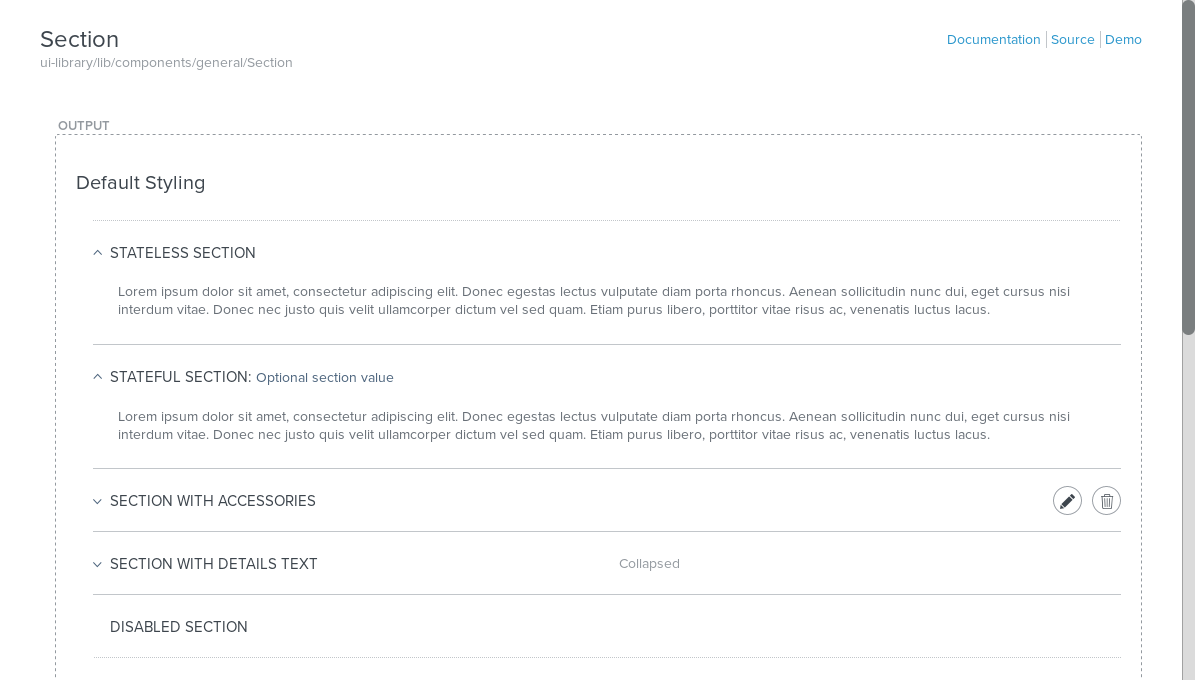 Section
Documentation Source Demo
ui-library/lib/components/general/Section
OUTPUT
Default Styling
STATELESS SECTION
Lorem ipsum dolor sit amet, consectetur adipiscing elit. Donec egestas lectus vulputate diam porta rhoncus. Aenean sollicitudin nunc dui, eget cursus nisi
interdum vitae. Donec nec justo quis velit ullamcorper dictum vel sed quam. Etiam purus libero, porttitor vitae risus ac, venenatis luctus lacus.
STATEFUL SECTION: Optional section value
Lorem ipsum dolor sit amet, consectetur adipiscing elit. Donec egestas lectus vulputate diam porta rhoncus. Aenean sollicitudin nunc dui, eget cursus nisi
interdum vitae. Donec nec justo quis velit ullamcorper dictum vel sed quam. Etiam purus libero, porttitor vitae risus ac, venenatis luctus lacus.
SECTION WITH ACCESSORIES
SECTION WITH DETAILS TEXT Collapsed
DISABLED SECTION